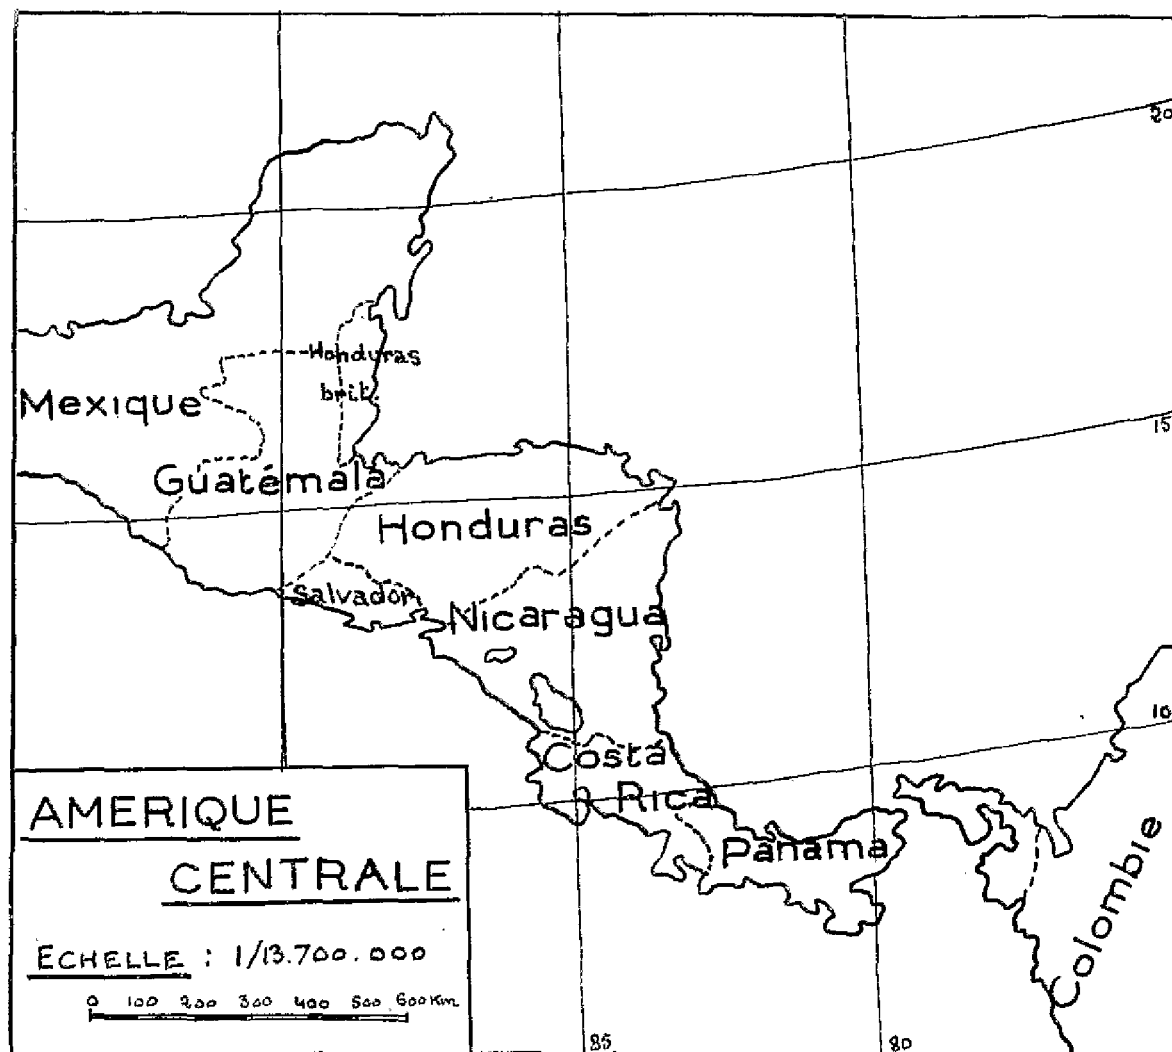 20
Honduras
brit.
Mexique
15
Guatémala
Honduras
Salvador
Nicaragua
10
Costa
Rica
Panama
Colombie
AMERIQUE
CENTRALE
ECHELLE : 1/13.700.000
0 100 200 300 400 500 600 Km.
85
80